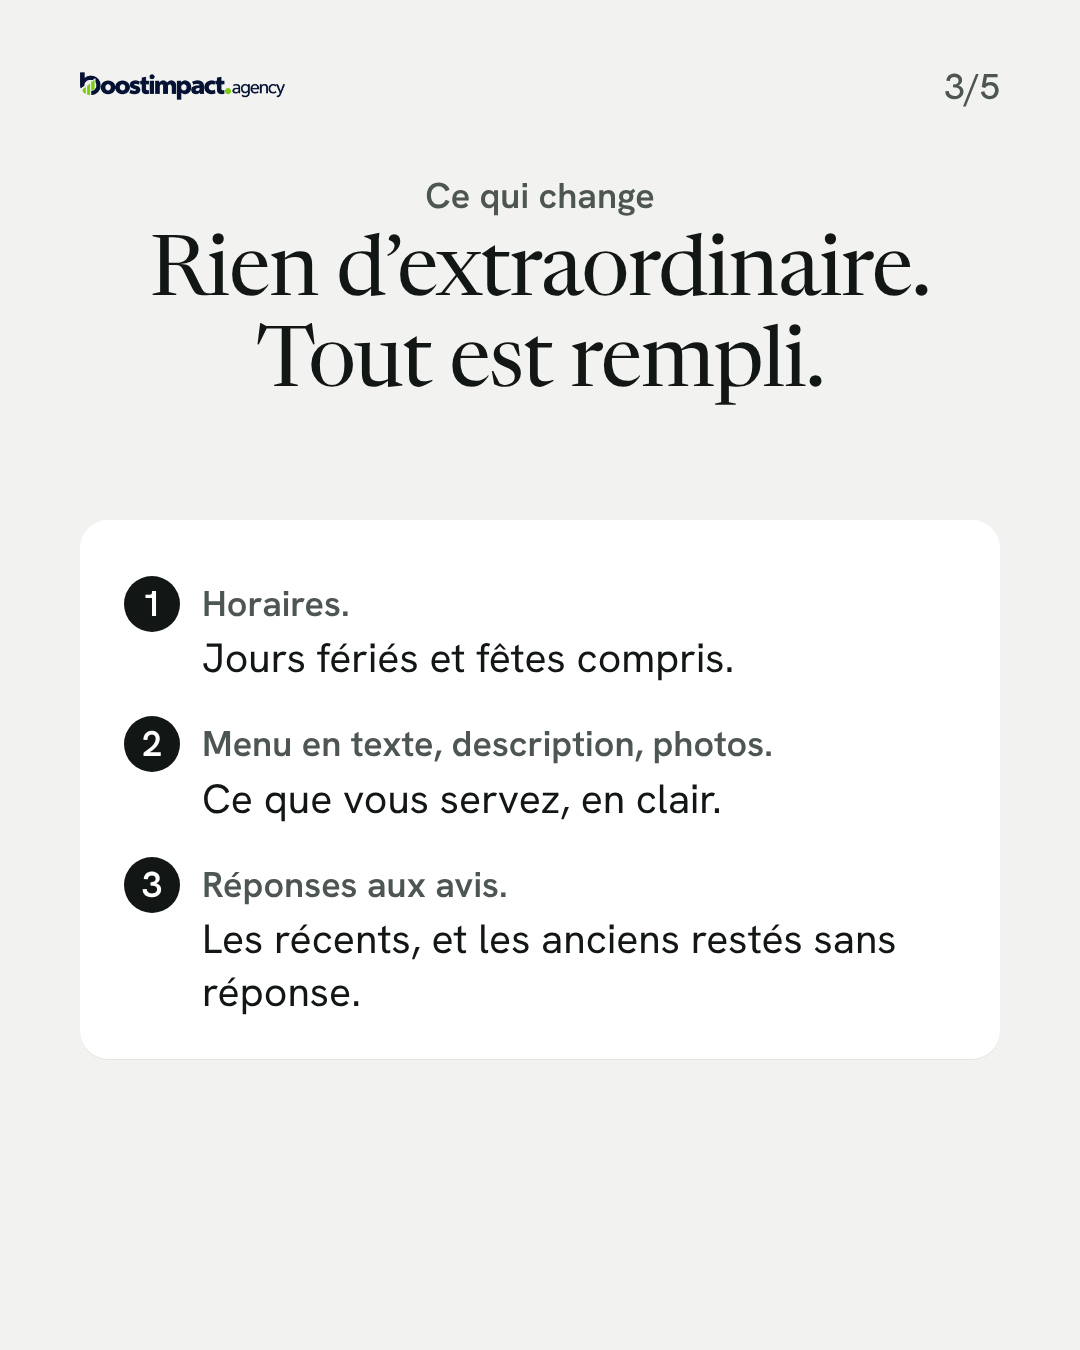 boostimpact.agency
3/5
Ce qui change
Rien d’extraordinaire.
Tout est rempli.
1 Horaires.
Jours fériés et fêtes compris.
2 Menu en texte, description, photos.
Ce que vous servez, en clair.
3 Réponses aux avis.
Les récents, et les anciens restés sans
réponse.